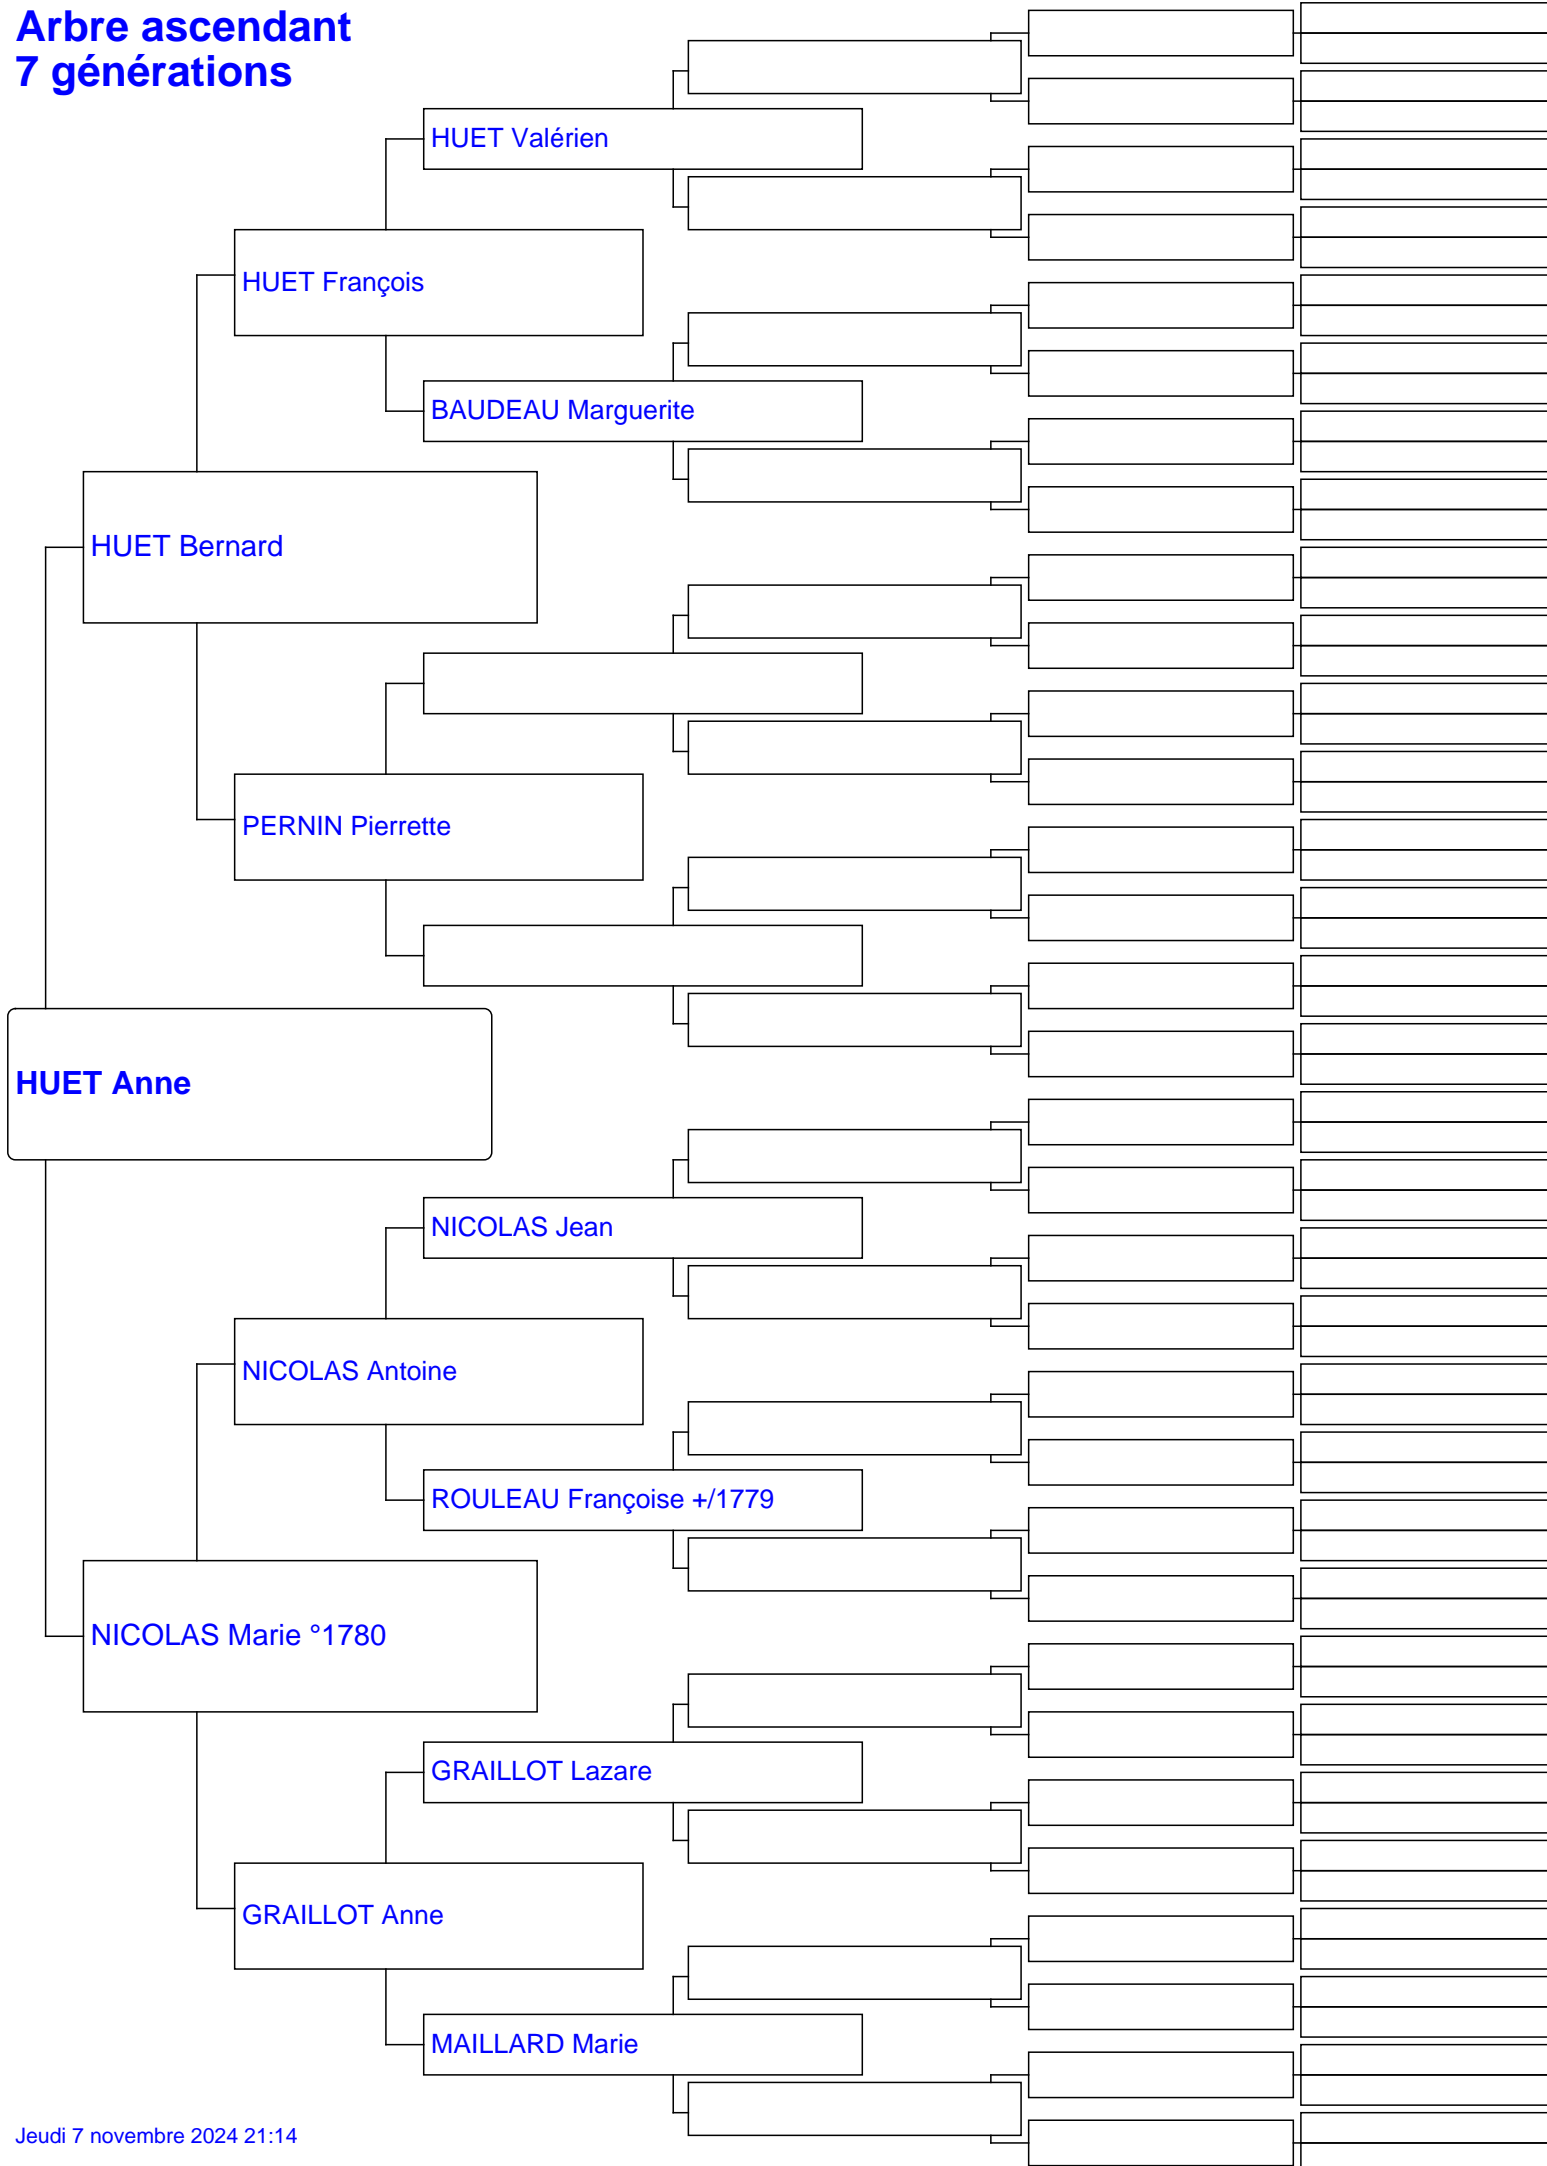 Arbre ascendant
7 générations
HUET Valérien
HUET François
BAUDEAU Marguerite
HUET Bernard
PERNIN Pierrette
HUET Anne
NICOLAS Jean
NICOLAS Antoine
ROULEAU Françoise +/1779
NICOLAS Marie °1780
GRAILLOT Lazare
GRAILLOT Anne
MAILLARD Marie
Jeudi 7 novembre 2024 21:14